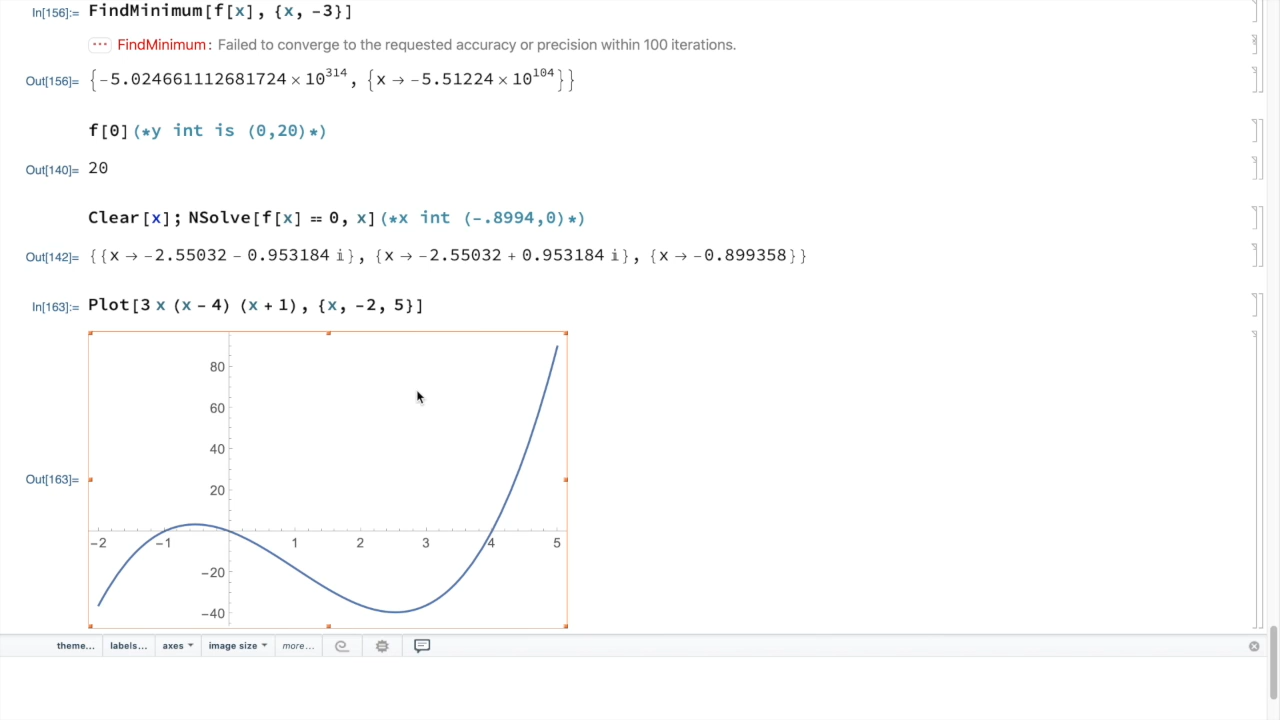 In[156]:= FindMinimum[f[x], {x, -3}]
··· FindMinimum: Failed to converge to the requested accuracy or precision within 100 iterations.
Out[156]= {-5.024661112681724 × 10^314, {x → -5.51224 × 10^104}}
f[0](*y int is (0,20)*)
Out[140]= 20
Clear[x]; NSolve[f[x] == 0, x](*x int (-.8994,0)*)
Out[142]= {{x → -2.55032 - 0.953184 i}, {x → -2.55032 + 0.953184 i}, {x → -0.899358}}
In[163]:= Plot[3 x (x - 4) (x + 1), {x, -2, 5}]
80
60
40
Out[163]=
20
-2 -1 1 2 3 4 5
-20
-40
theme... labels... axes image size more...